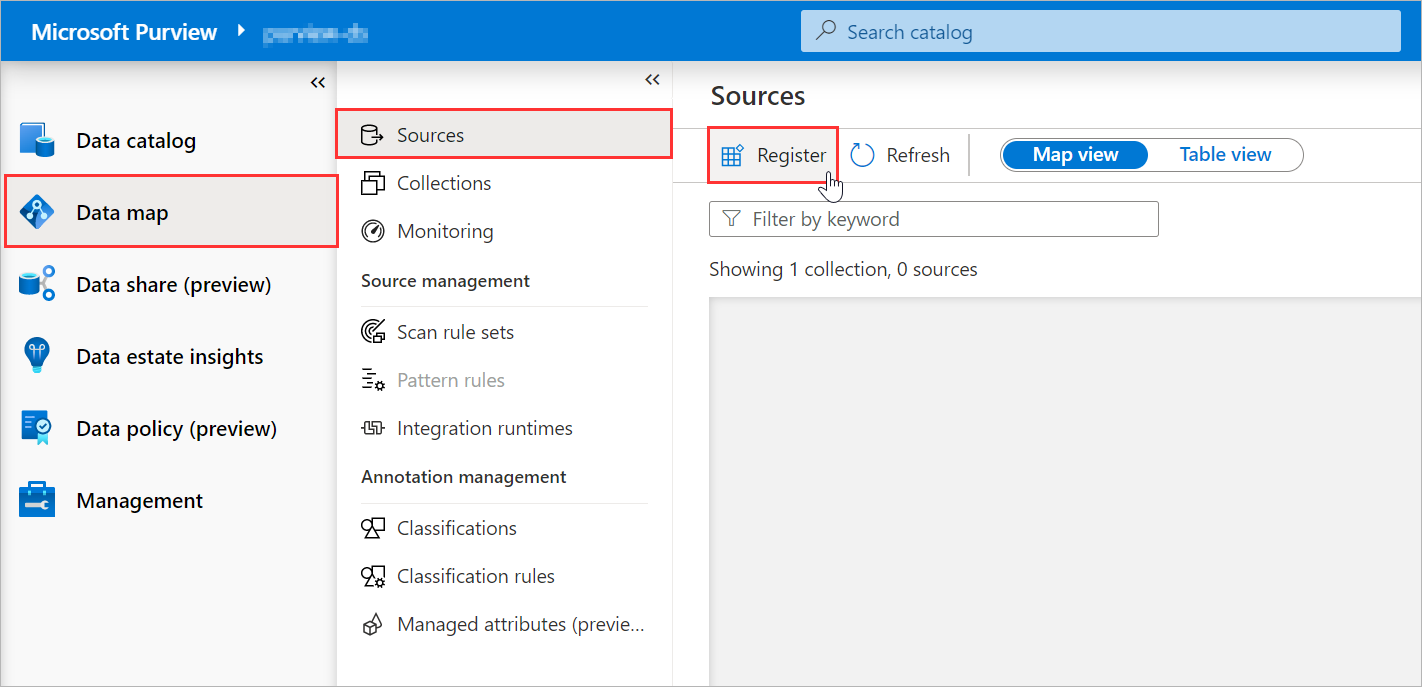 Microsoft Purview
Search catalog
Data catalog
Data map
Data share (preview)
Data estate insights
Data policy (preview)
Management
Sources
Collections
Monitoring
Source management
Scan rule sets
Pattern rules
Integration runtimes
Annotation management
Classifications
Classification rules
Managed attributes (previe...
Sources
Register Refresh Map view Table view
Filter by keyword
Showing 1 collection, 0 sources